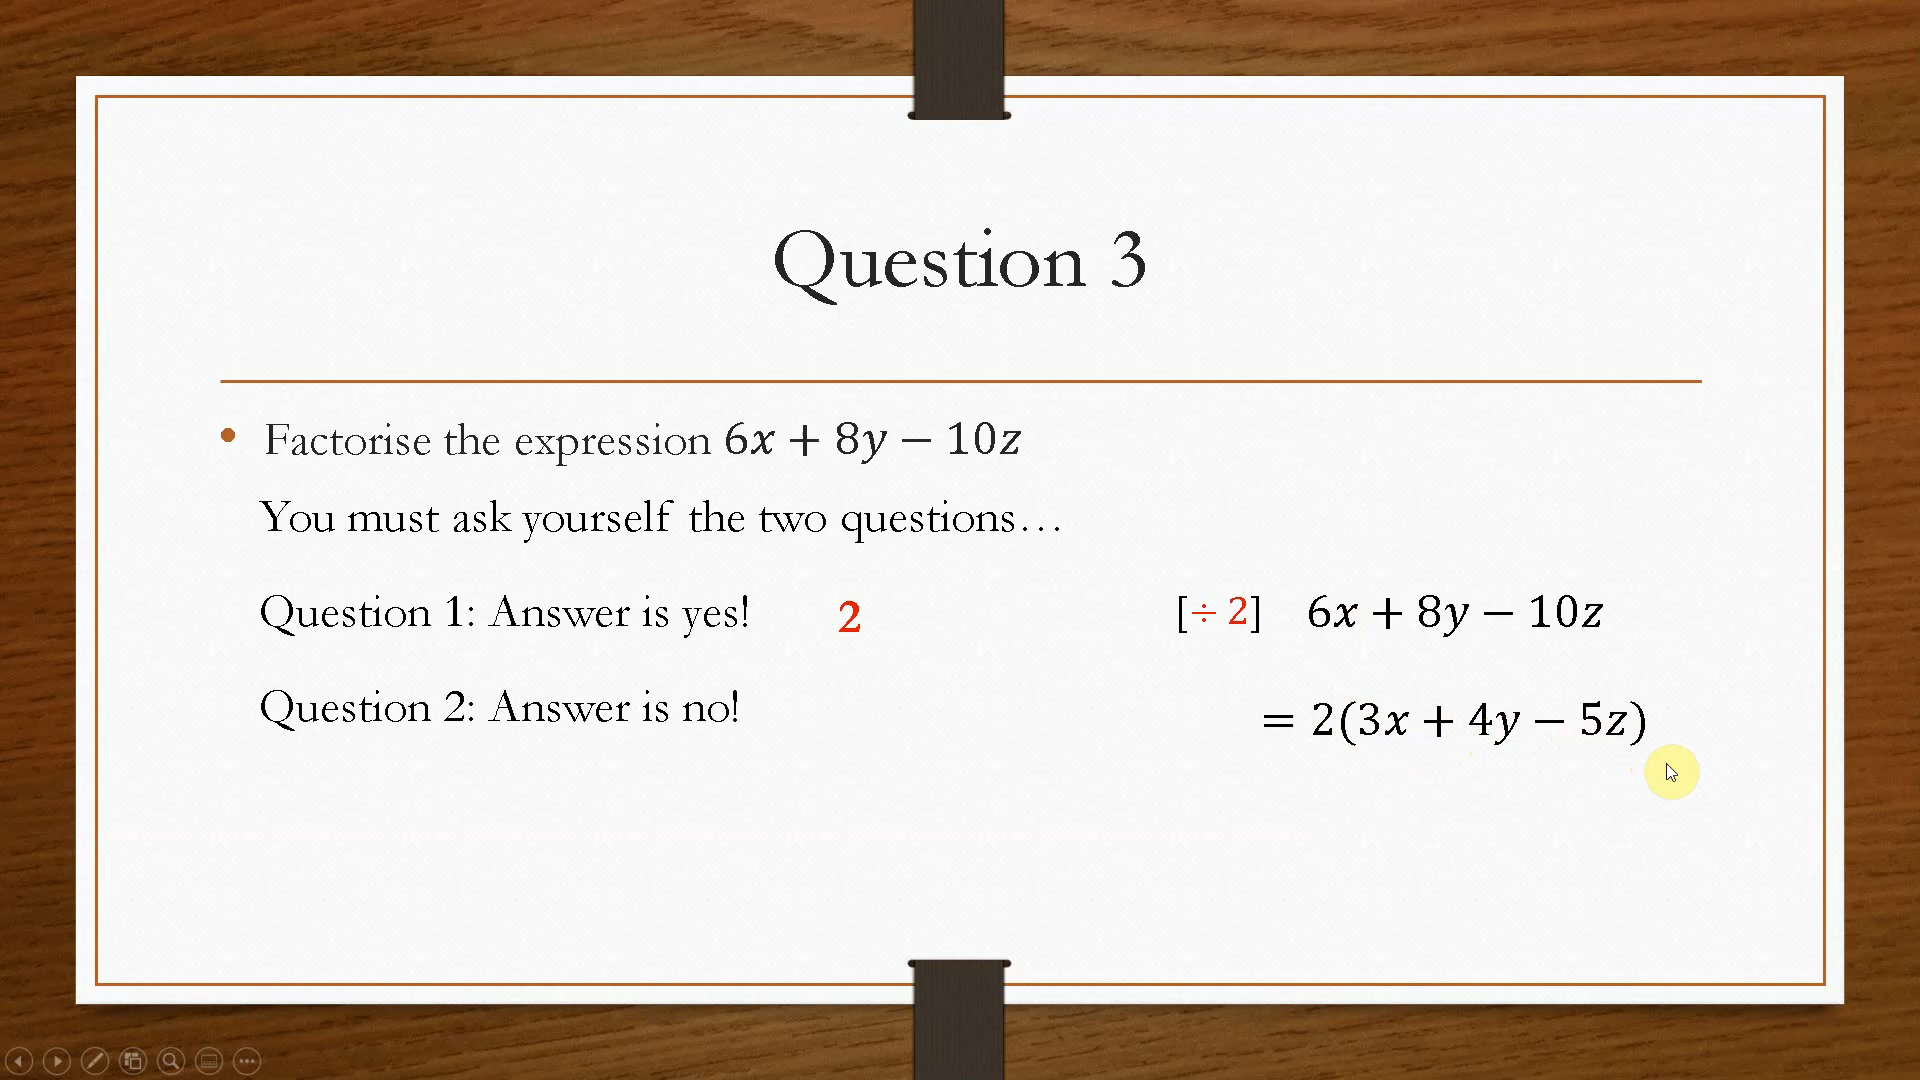 Question 3
• Factorise the expression 6x + 8y − 10z
You must ask yourself the two questions…
Question 1: Answer is yes! 2 [÷ 2] 6x + 8y − 10z
Question 2: Answer is no! = 2(3x + 4y − 5z)